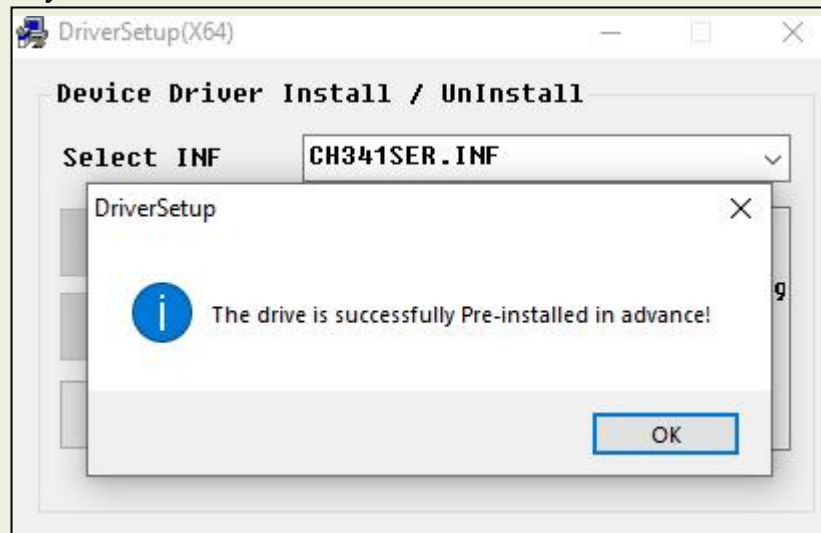 DriverSetup(X64)
Device Driver Install / UnInstall
Select INF
CH341SER.INF
DriverSetup
The drive is successfully Pre-installed in advance!
OK